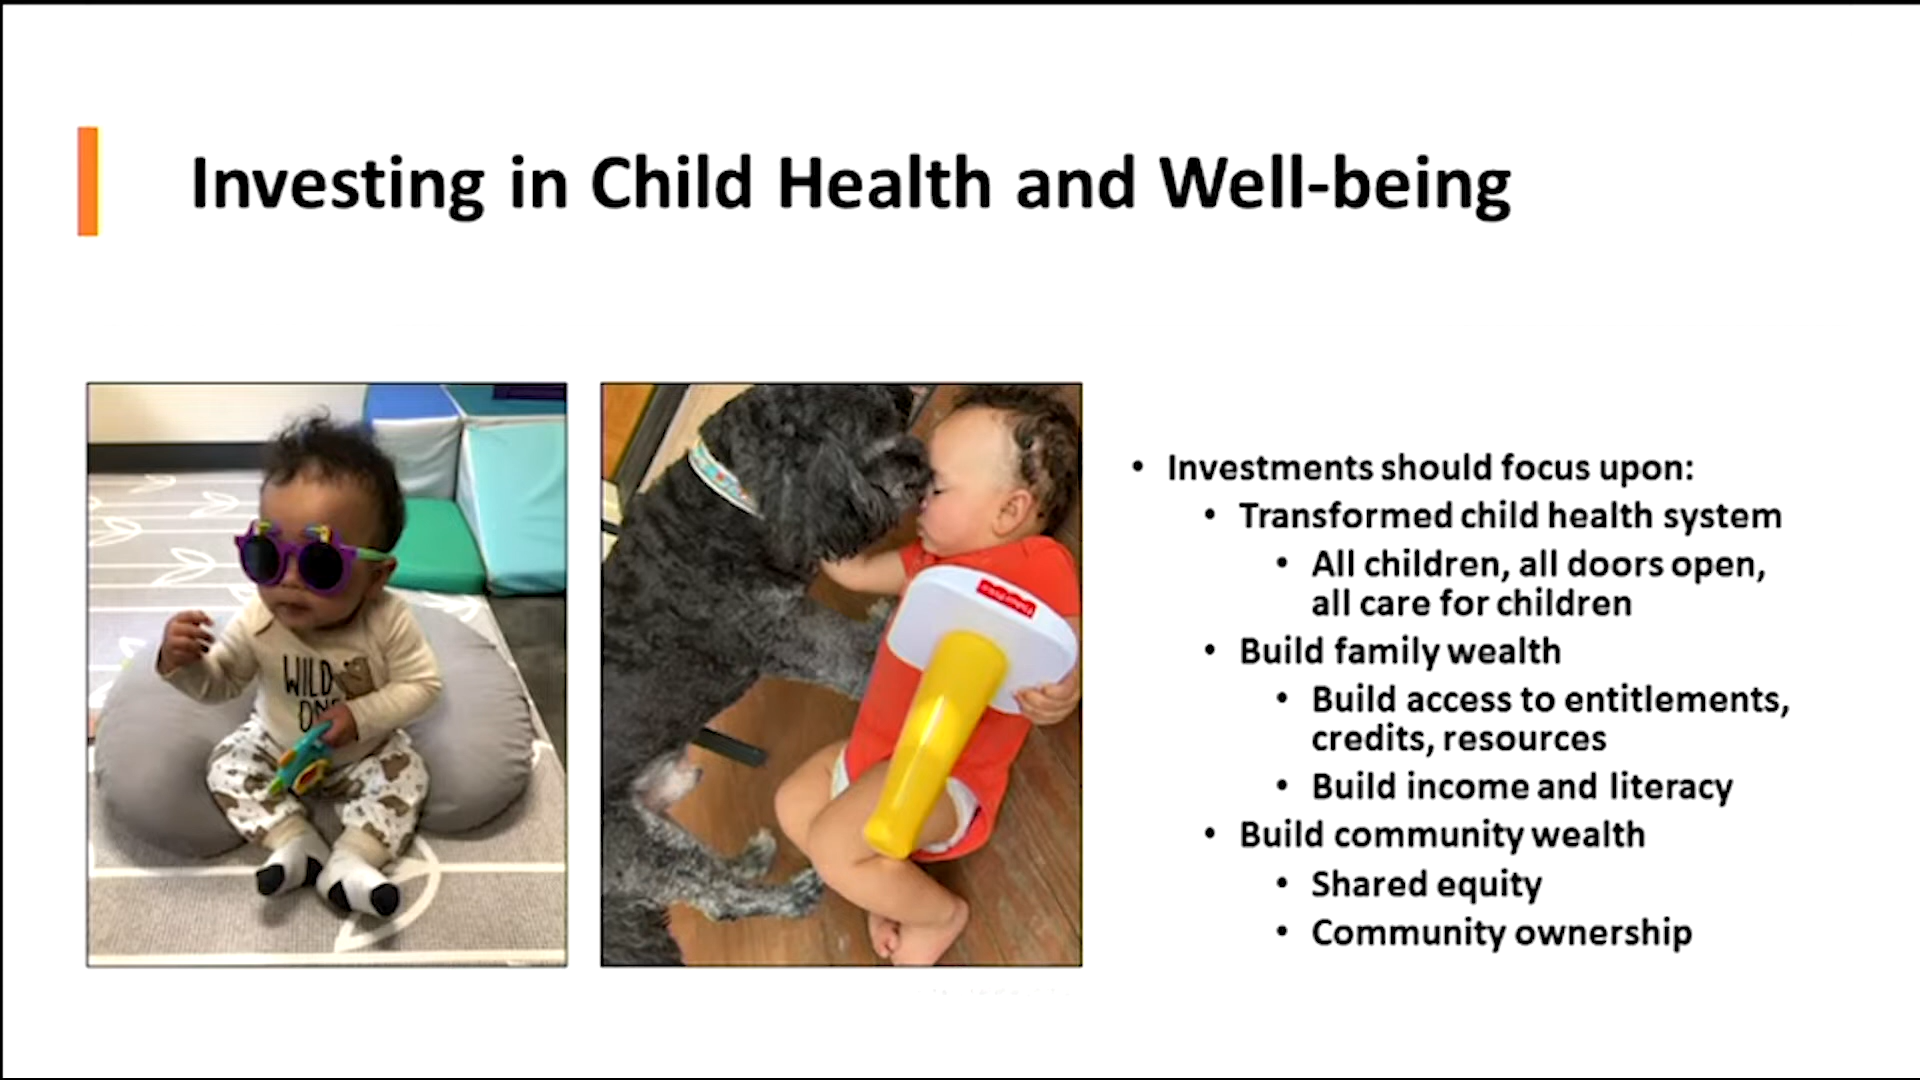 Investing in Child Health and Well-being
WILD
ONE
Fisher-Price
• Investments should focus upon:
• Transformed child health system
• All children, all doors open,
all care for children
• Build family wealth
• Build access to entitlements,
credits, resources
• Build income and literacy
• Build community wealth
• Shared equity
• Community ownership